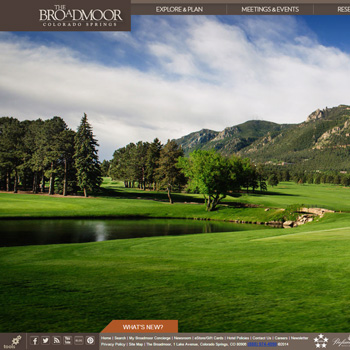 THE
BROADMOOR
COLORADO SPRINGS
EXPLORE & PLAN
MEETINGS & EVENTS
RESE
WHAT'S NEW?
tools
Home | Search | My Broadmoor Concierge | Newsroom | eStore/Gift Cards | Hotel Policies | Contact Us | Careers | Newsletter
Privacy Policy | Site Map | The Broadmoor, 1 Lake Avenue, Colorado Springs, CO 80906 ©2014